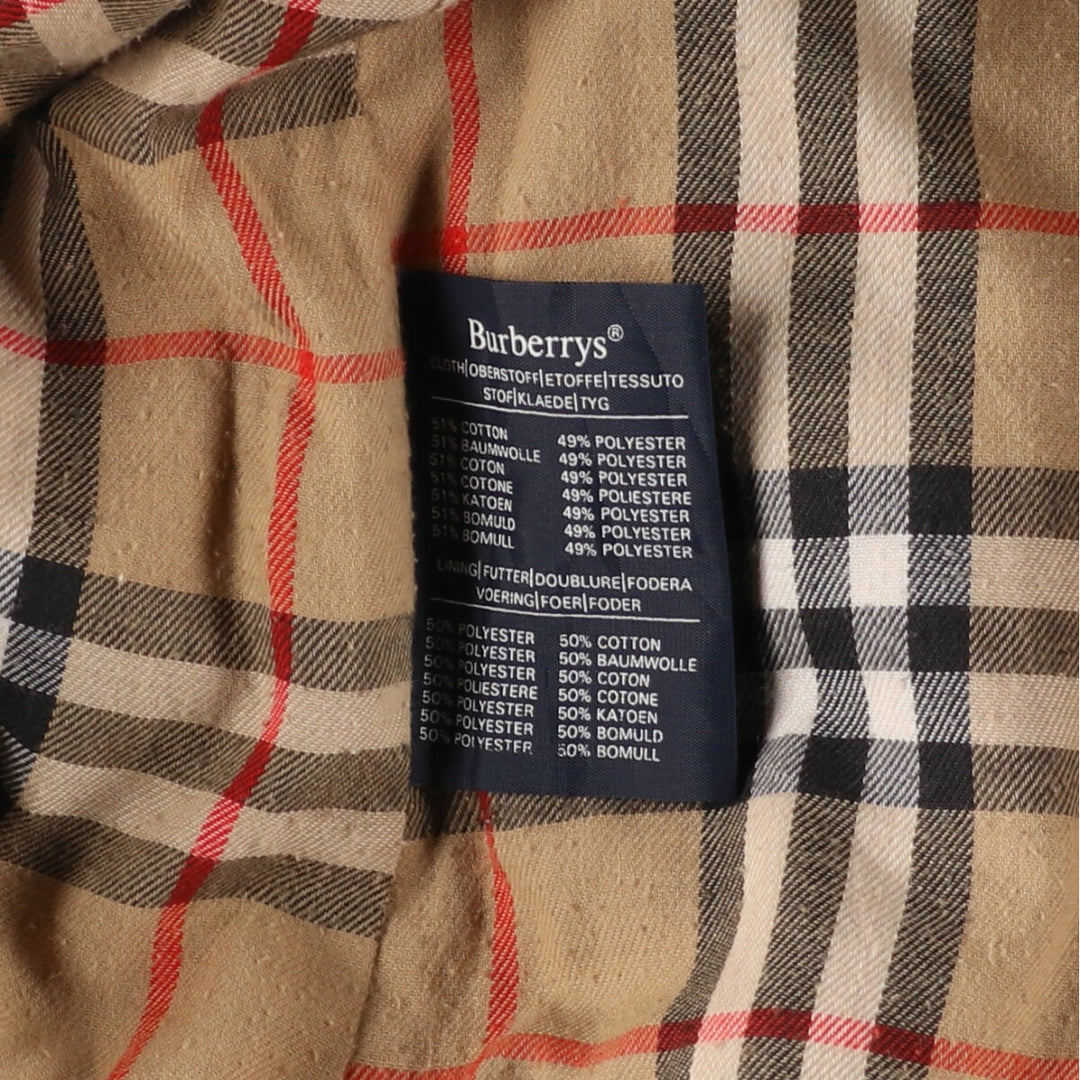 Burberrys®
CLOTH|OBERSTOFF|ETOFFE|TESSUTO
STOF|KLAEDE|TYG
51% COTTON 49% POLYESTER
51% BAUMWOLLE 49% POLYESTER
51% COTON 49% POLYESTER
51% COTONE 49% POLIESTERE
51% KATOEN 49% POLYESTER
51% BOMULD 49% POLYESTER
51% BOMULL 49% POLYESTER
LINING|FUTTER|DOUBLURE|FODERA
VOERING|FOER|FODER
50% POLYESTER 50% COTTON
50% POLYESTER 50% BAUMWOLLE
50% POLYESTER 50% COTON
50% POLIESTERE 50% COTONE
50% POLYESTER 50% KATOEN
50% POLYESTER 50% BOMULD
50% POLYESTER 50% BOMULL